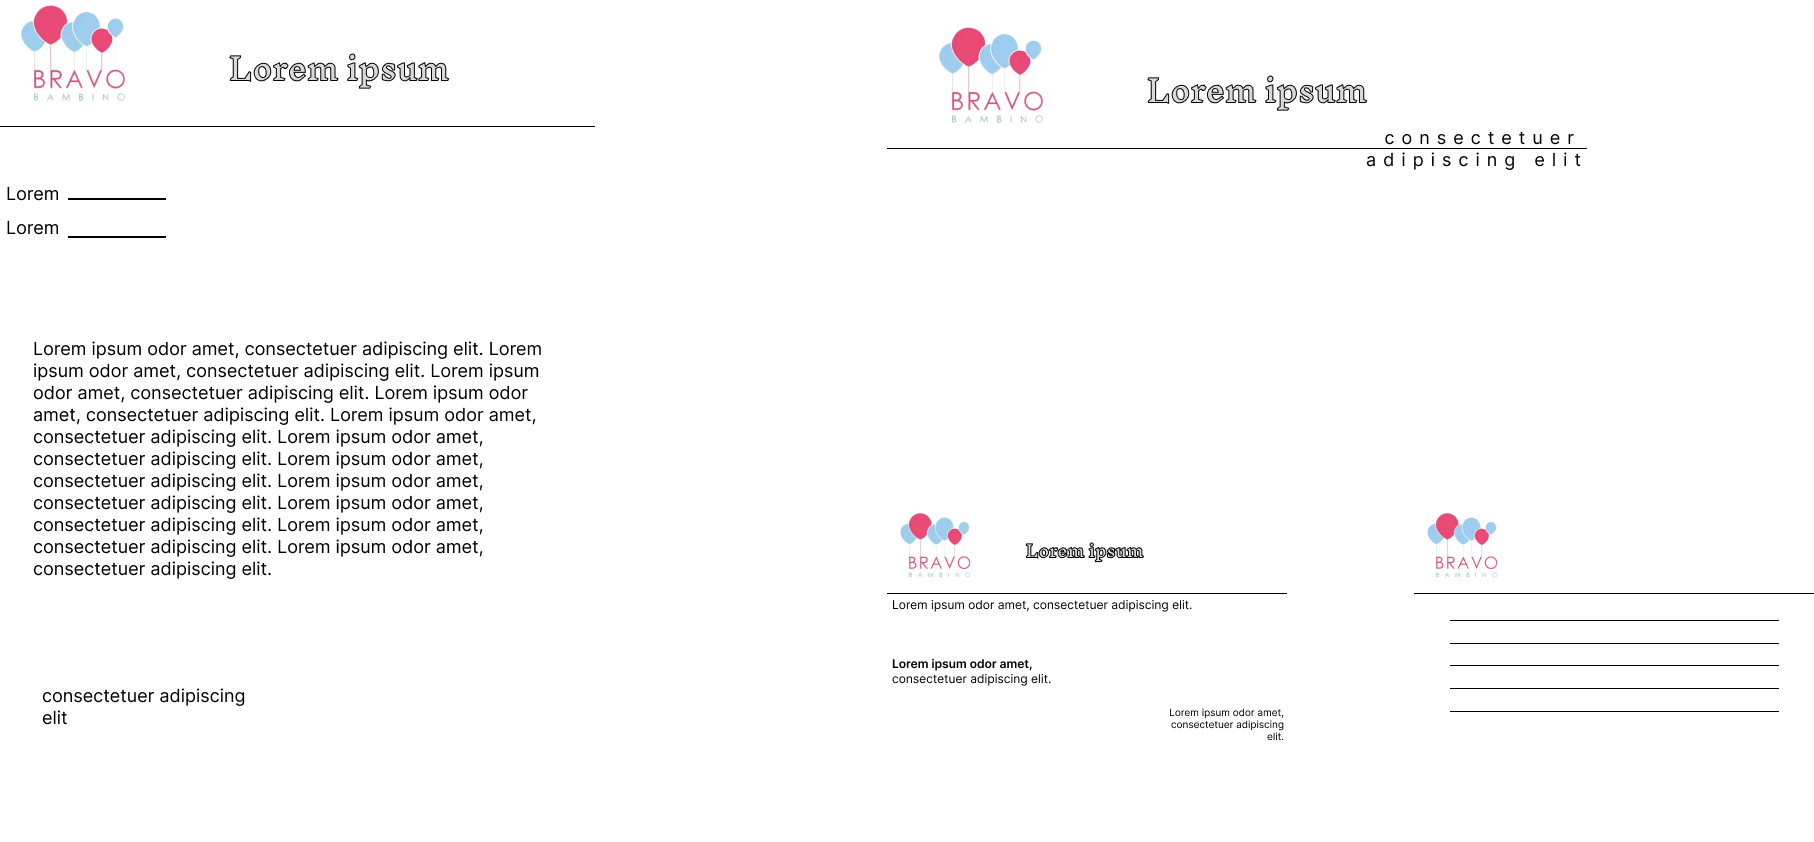 BRAVO
BAMBINO
Lorem ipsum
Lorem
Lorem
Lorem ipsum odor amet, consectetuer adipiscing elit. Lorem
ipsum odor amet, consectetuer adipiscing elit. Lorem ipsum
odor amet, consectetuer adipiscing elit. Lorem ipsum odor
amet, consectetuer adipiscing elit. Lorem ipsum odor amet,
consectetuer adipiscing elit. Lorem ipsum odor amet,
consectetuer adipiscing elit. Lorem ipsum odor amet,
consectetuer adipiscing elit. Lorem ipsum odor amet,
consectetuer adipiscing elit. Lorem ipsum odor amet,
consectetuer adipiscing elit. Lorem ipsum odor amet,
consectetuer adipiscing elit. Lorem ipsum odor amet,
consectetuer adipiscing elit.
consectetuer adipiscing
elit
BRAVO
BAMBINO
Lorem ipsum
consectetuer
adipiscing elit
BRAVO
BAMBINO
Lorem ipsum
Lorem ipsum odor amet, consectetuer adipiscing elit.
Lorem ipsum odor amet,
consectetuer adipiscing elit.
Lorem ipsum odor amet,
consectetuer adipiscing
elit.
BRAVO
BAMBINO